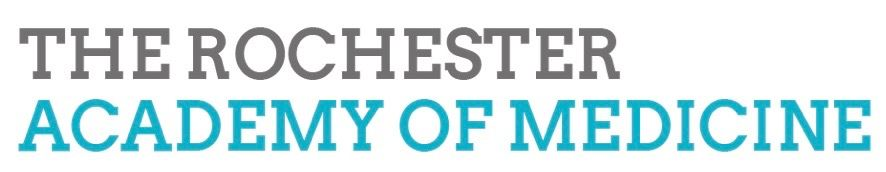 THE ROCHESTER
ACADEMY OF MEDICINE